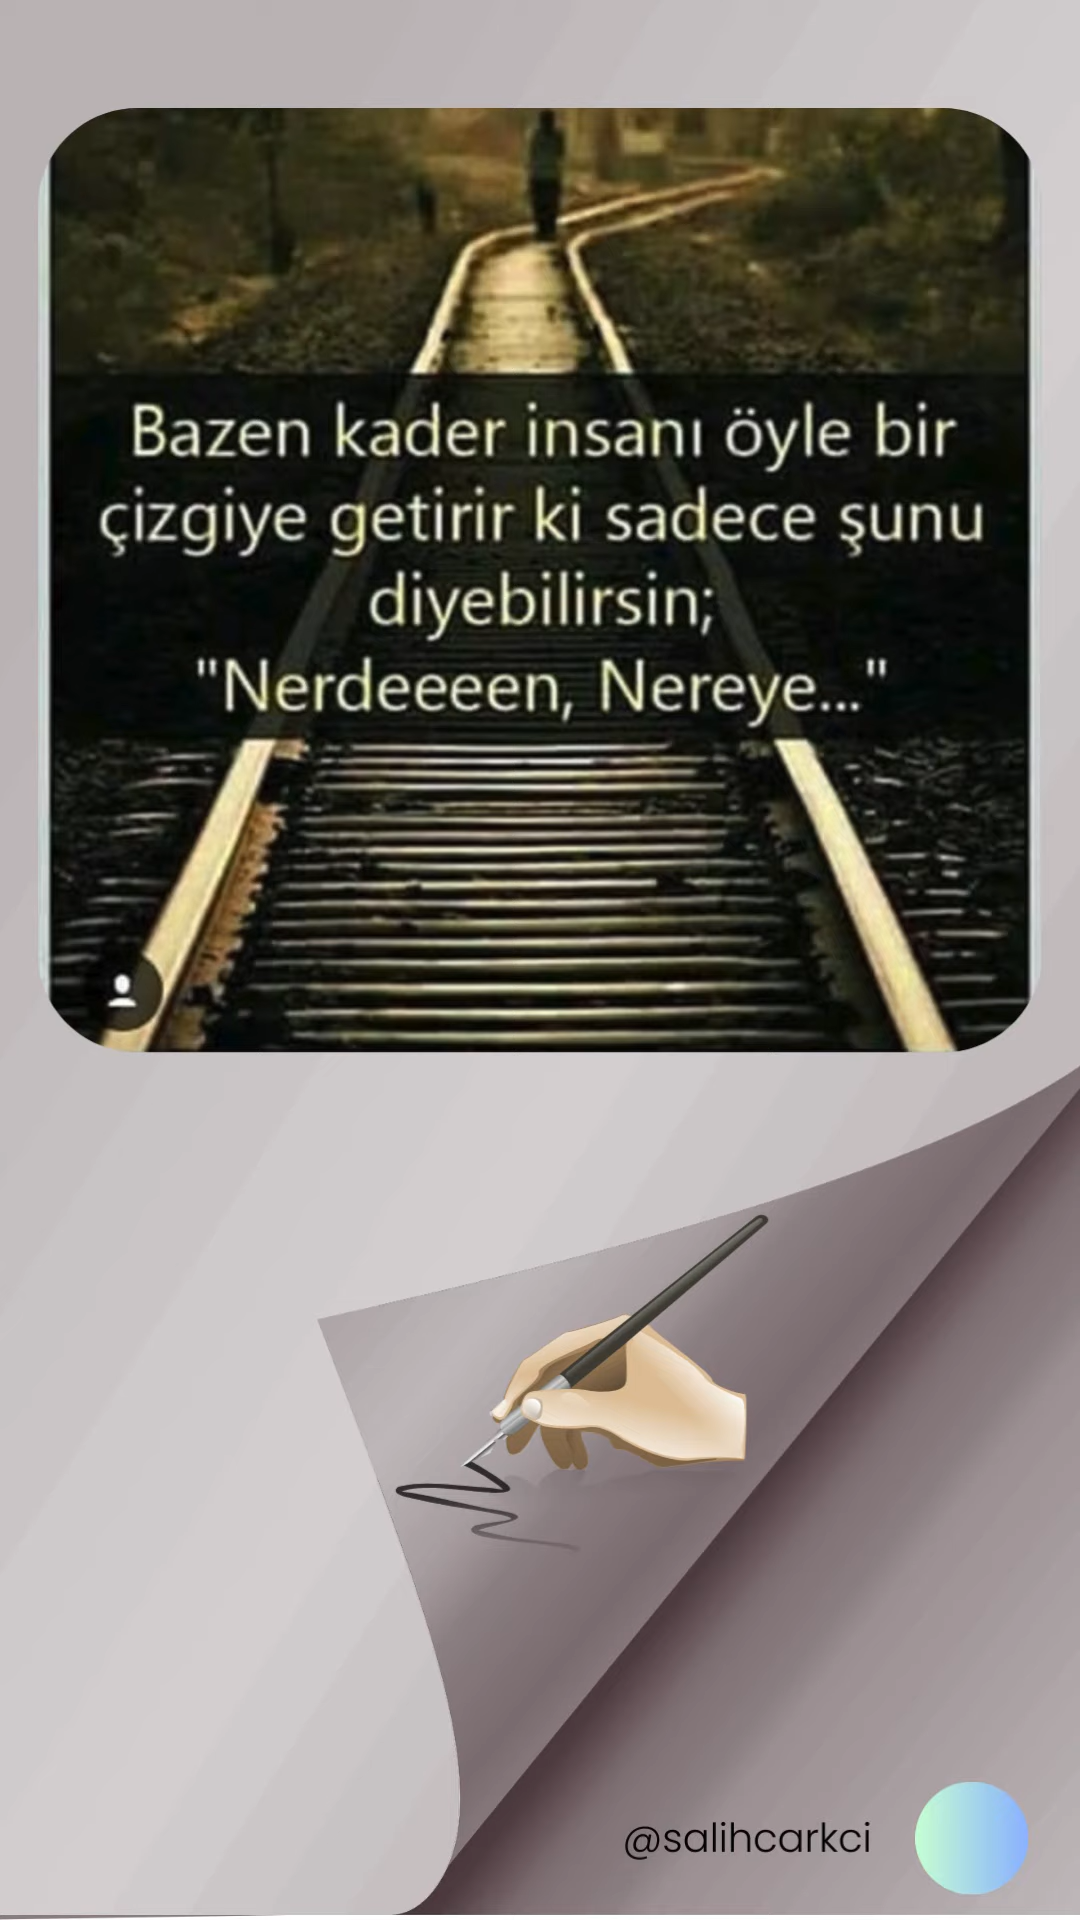 Bazen kader insanı öyle bir
çizgiye getirir ki sadece şunu
diyebilirsin;
"Nerdeeeen, Nereye..."
@salihcarkci